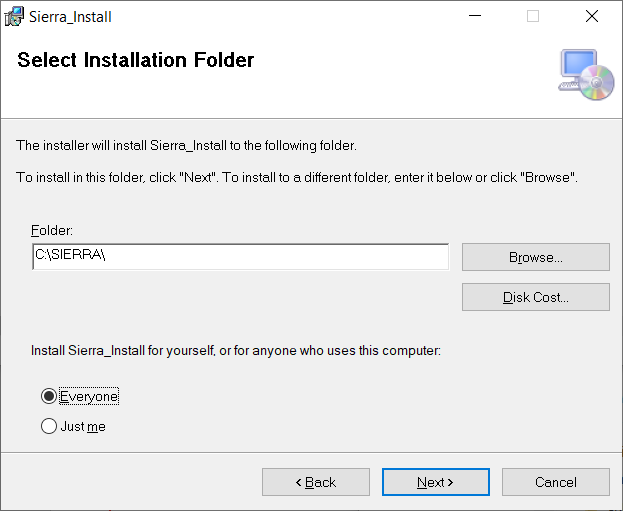 Sierra_Install
Select Installation Folder
The installer will install Sierra_Install to the following folder.
To install in this folder, click "Next". To install to a different folder, enter it below or click "Browse".
Folder:
C:\SIERRA\
Browse...
Disk Cost...
Install Sierra_Install for yourself, or for anyone who uses this computer:
Everyone
Just me
< Back
Next >
Cancel